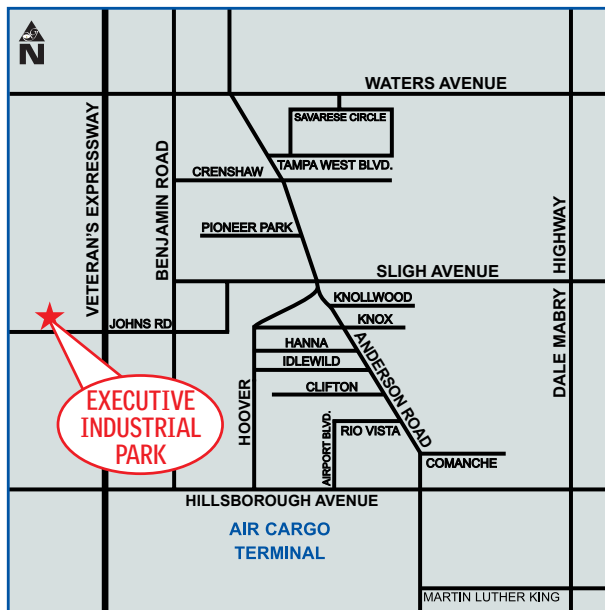 N
WATERS AVENUE
SAVARESE CIRCLE
TAMPA WEST BLVD.
CRENSHAW
VETERAN'S EXPRESSWAY
BENJAMIN ROAD
PIONEER PARK
DALE MABRY HIGHWAY
SLIGH AVENUE
KNOLLWOOD
JOHNS RD
KNOX
HANNA
IDLEWILD
ANDERSON ROAD
CLIFTON
EXECUTIVE
INDUSTRIAL
PARK
HOOVER
AIRPORT BLVD.
RIO VISTA
COMANCHE
HILLSBOROUGH AVENUE
AIR CARGO
TERMINAL
MARTIN LUTHER KING